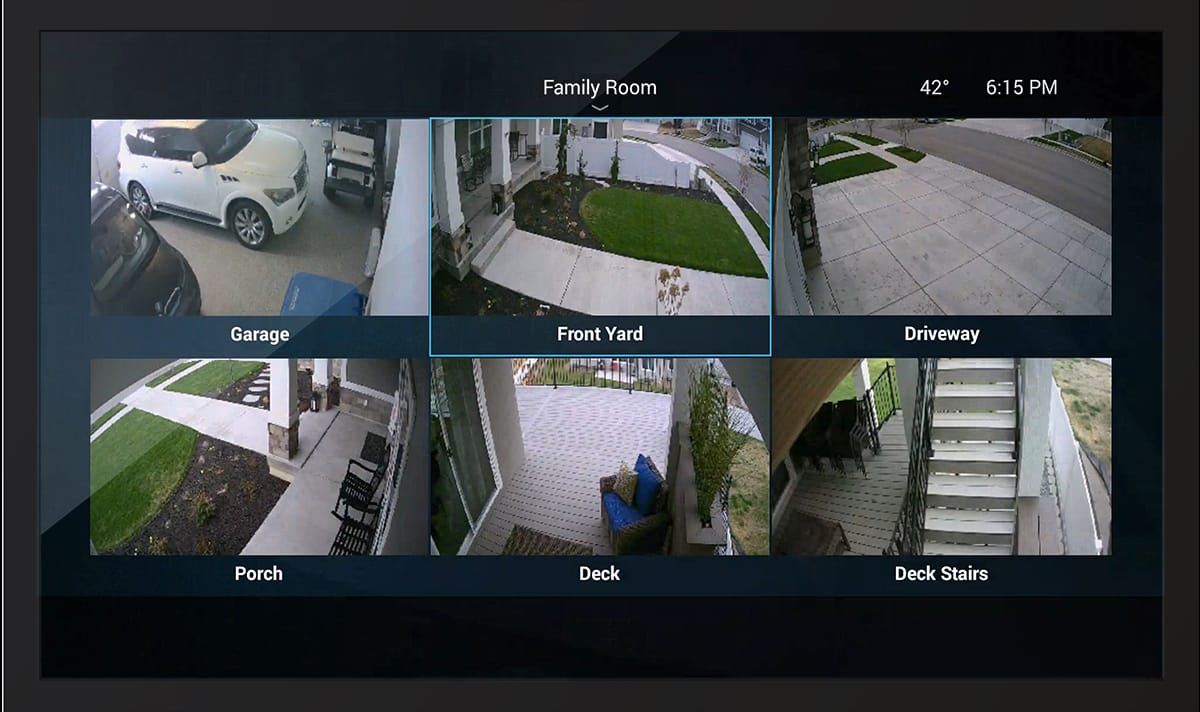 Family Room
42°
6:15 PM
Garage
Front Yard
Driveway
Porch
Deck
Deck Stairs